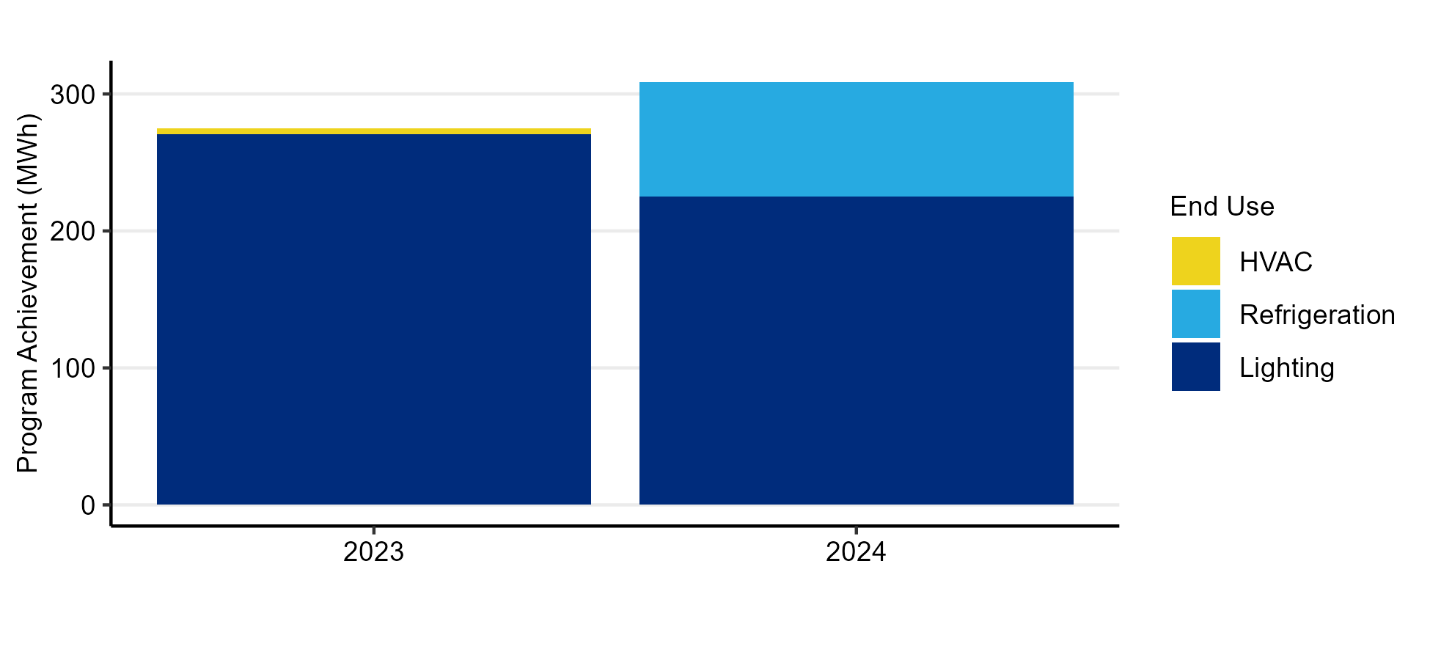 Program Achievement (MWh)
300
200
100
0
2023
2024
End Use
HVAC
Refrigeration
Lighting